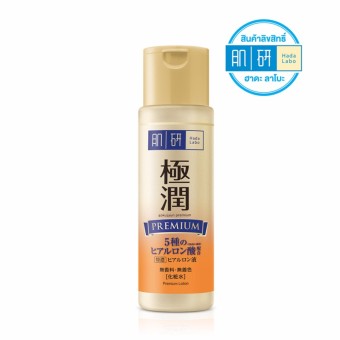 สินค้าลิขสิทธิ์
肌研
Hada
Labo
ฮาดะ ลาโบะ
肌研
Hada
Labo
極潤
PREMIUM
5種の
ヒアルロン酸
ヒアルロン液
無香料・無着色
[化粧水]
Premium Lotion